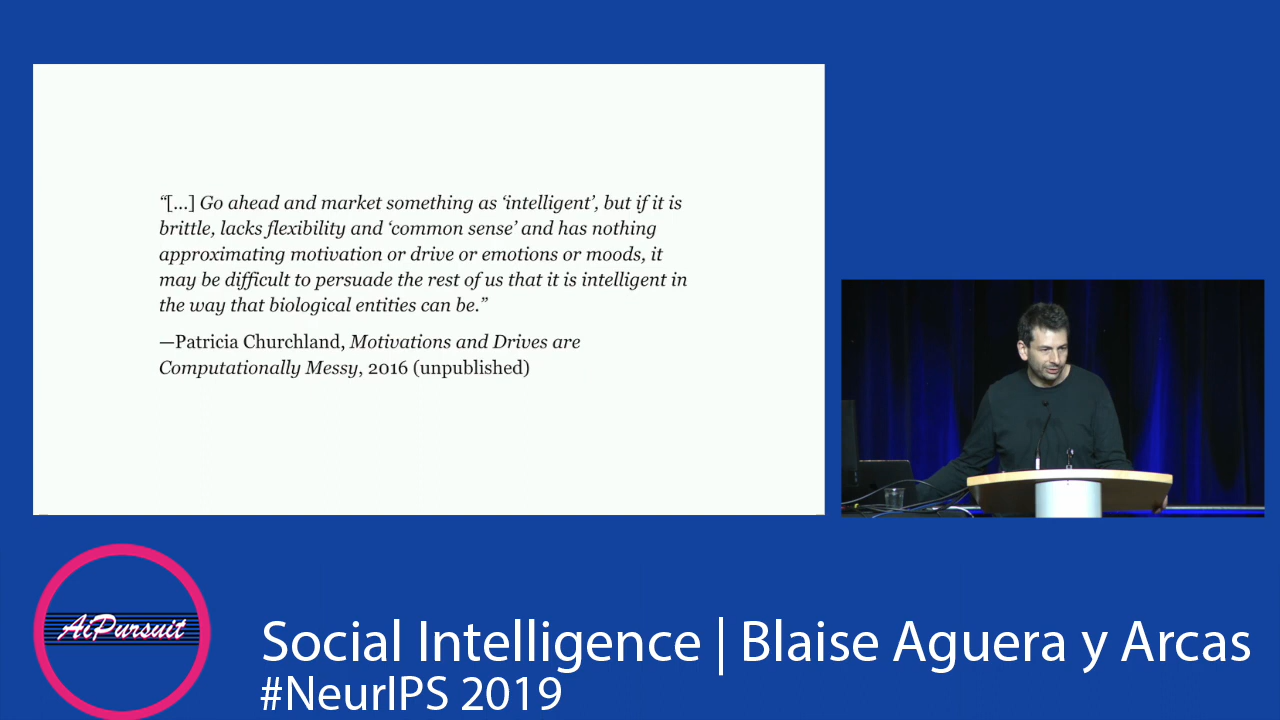 “[...] Go ahead and market something as ‘intelligent’, but if it is
brittle, lacks flexibility and ‘common sense’ and has nothing
approximating motivation or drive or emotions or moods, it
may be difficult to persuade the rest of us that it is intelligent in
the way that biological entities can be.”
—Patricia Churchland, Motivations and Drives are
Computationally Messy, 2016 (unpublished)
AiPursuit
Social Intelligence | Blaise Aguera y Arcas
#NeurIPS 2019